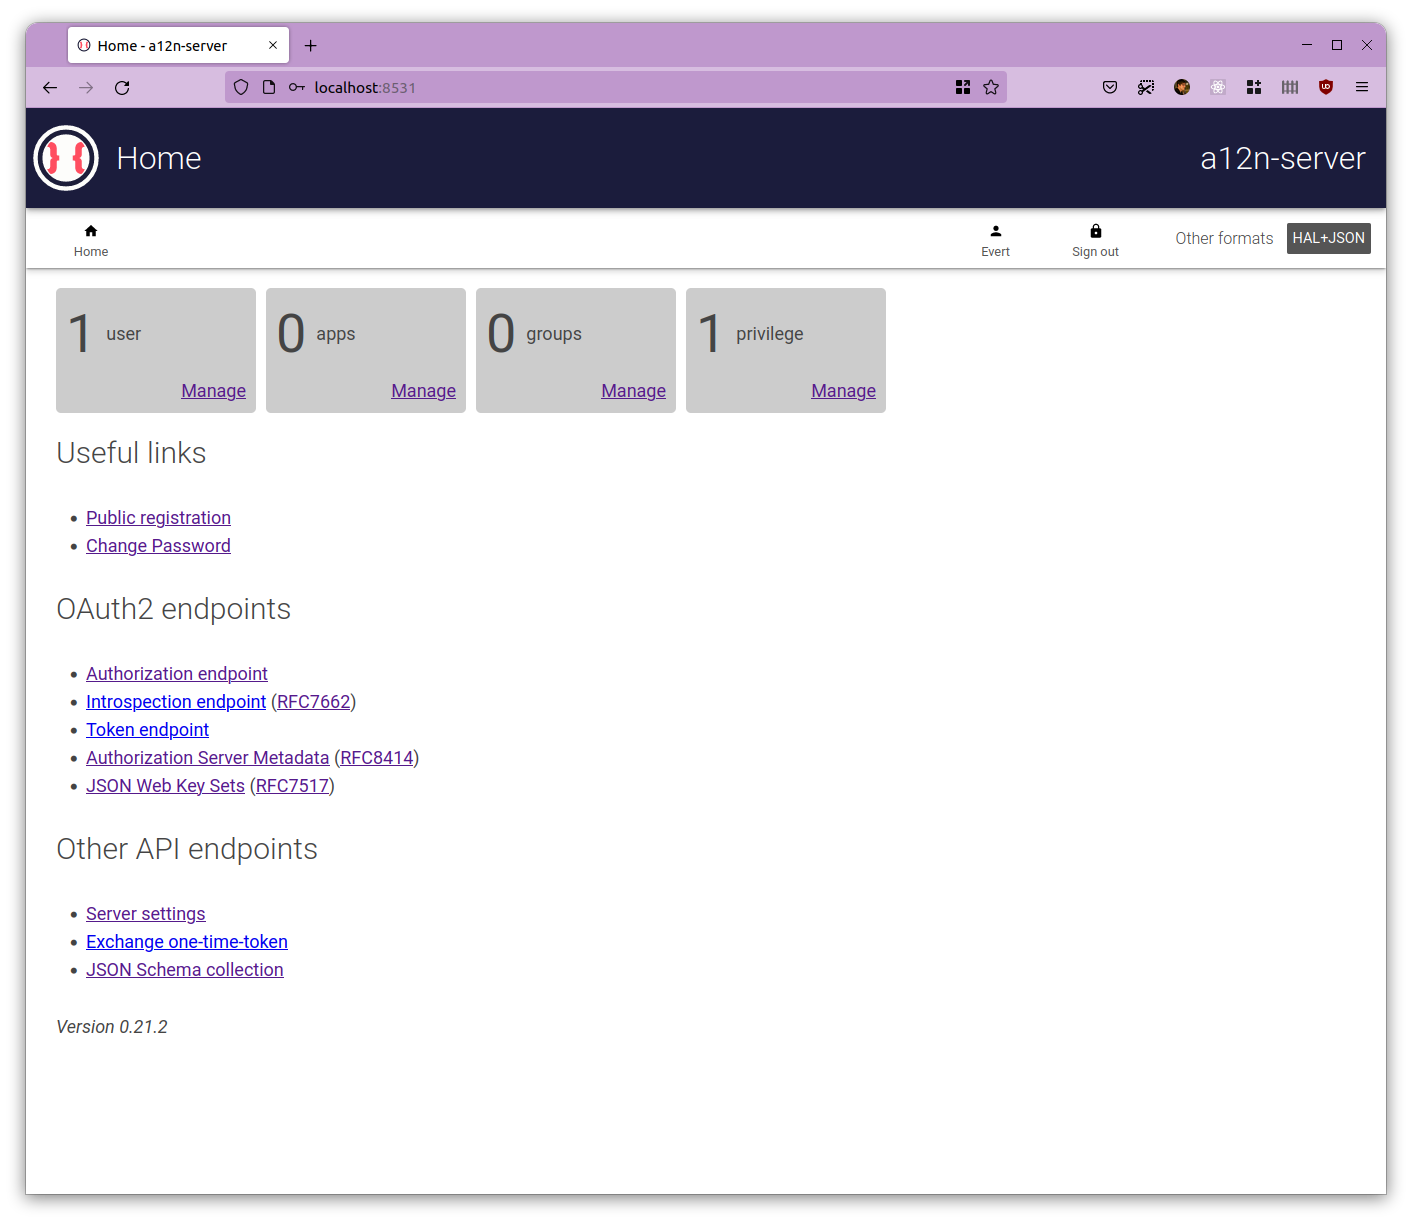 Home - a12n-server
localhost:8531
Home
a12n-server
Home
Evert
Sign out
Other formats
HAL+JSON
1 user
Manage
0 apps
Manage
0 groups
Manage
1 privilege
Manage
Useful links
Public registration
Change Password
OAuth2 endpoints
Authorization endpoint
Introspection endpoint (RFC7662)
Token endpoint
Authorization Server Metadata (RFC8414)
JSON Web Key Sets (RFC7517)
Other API endpoints
Server settings
Exchange one-time-token
JSON Schema collection
Version 0.21.2